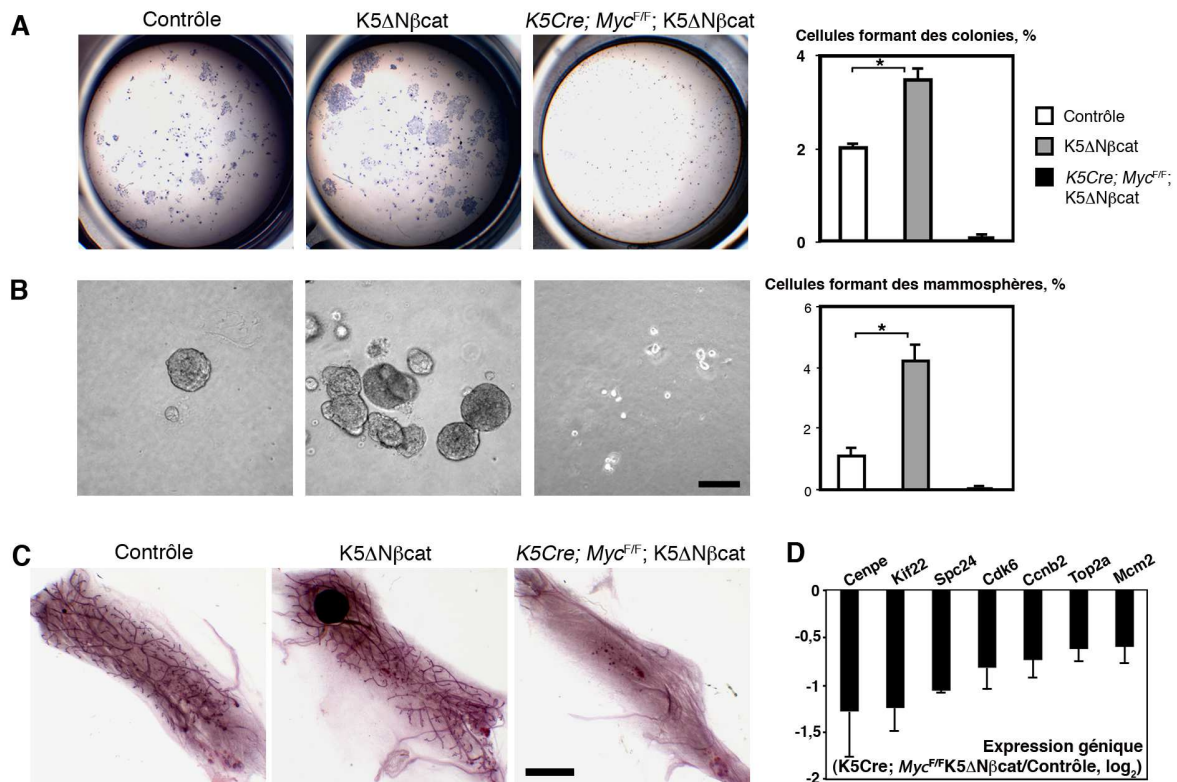 A
Contrôle
K5ΔNβcat
K5Cre; Myc^F/F; K5ΔNβcat
Cellules formant des colonies, %
4
2
0
*
Contrôle
K5ΔNβcat
K5Cre; Myc^F/F;
K5ΔNβcat
B
Cellules formant des mammosphères, %
6
4
2
0
*
C
Contrôle
K5ΔNβcat
K5Cre; Myc^F/F; K5ΔNβcat
D
Cenpe
Kif22
Spc24
Cdk6
Ccnb2
Top2a
Mcm2
0
-0,5
-1
-1,5
-2
Expression génique
(K5Cre; Myc^F/FK5ΔNβcat/Contrôle, log₂)